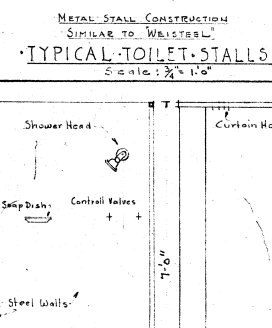 METAL STALL CONSTRUCTION
SIMILAR TO WEISTEEL"
·TYPICAL·TOILET·STALLS
Scale: 3/4"=1'-0"
Shower Head
Curtain Ho
Soap Dish
Controll Valves
7'-0"
Steel Walls